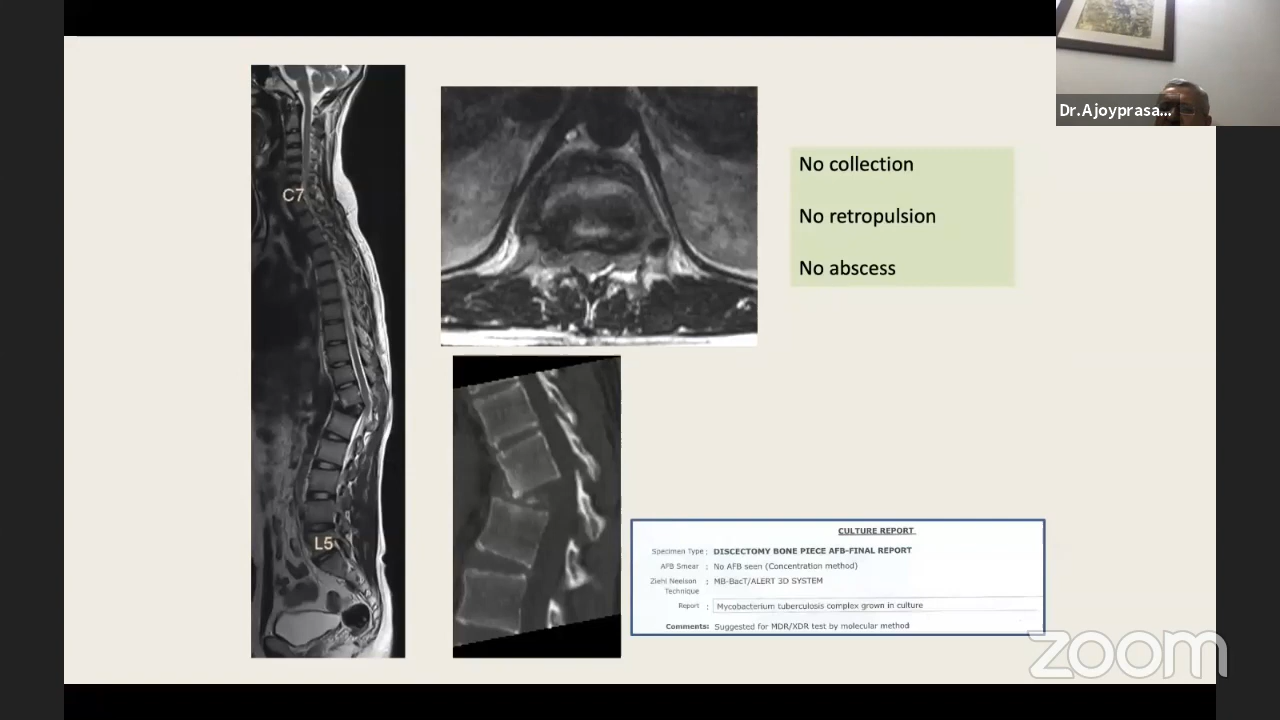 Dr.Ajoyprasa...
C7
No collection
No retropulsion
No abscess
L5
CULTURE REPORT
Specimen Type : DISCECTOMY BONE PIECE AFB-FINAL REPORT
AFB Smear : No AFB seen (Concentration method)
Ziehl Neelson : MB-BacT/ALERT 3D SYSTEM
Technique
Report : Mycobacterium tuberculosis complex grown in culture
Comments: Suggested for MDR/XDR test by molecular method
zoom